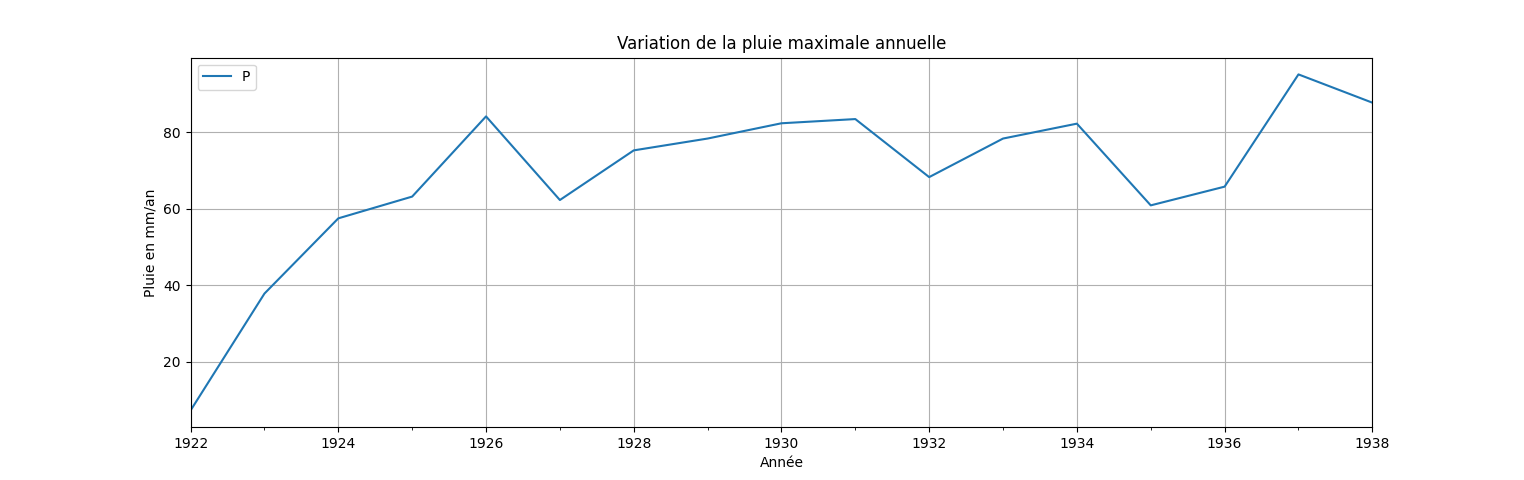 Variation de la pluie maximale annuelle
P
Pluie en mm/an
80
60
40
20
1922 1924 1926 1928 1930 1932 1934 1936 1938
Année